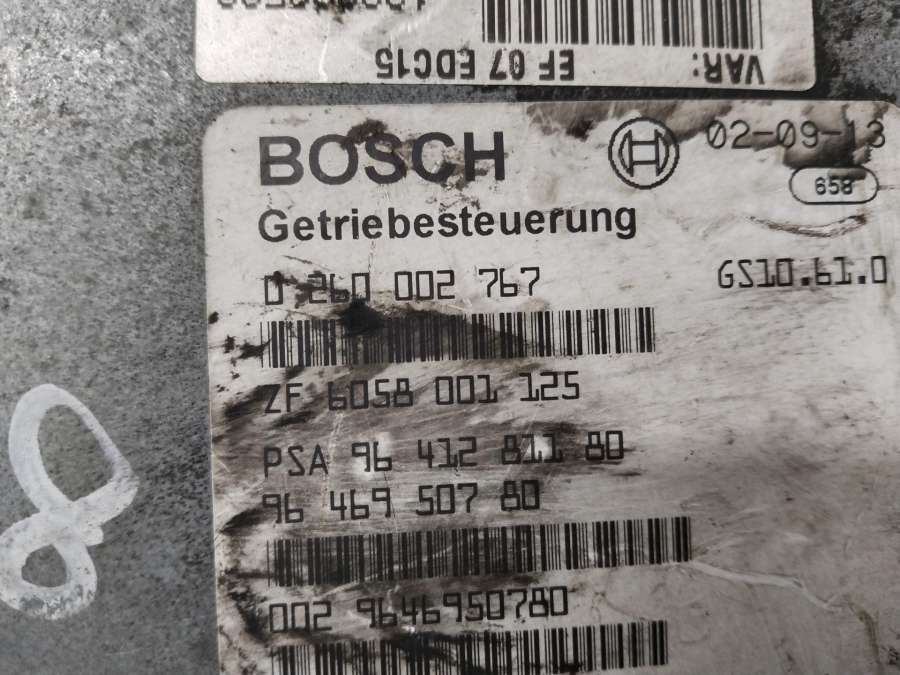 VAR: EF 07 EDC15
BOSCH 02-09-13
658
Getriebesteuerung
0 260 002 767 GS10.61.0
ZF 6058 001 125
PSA 96 412 811 80
96 469 507 80
002 9646950780
80